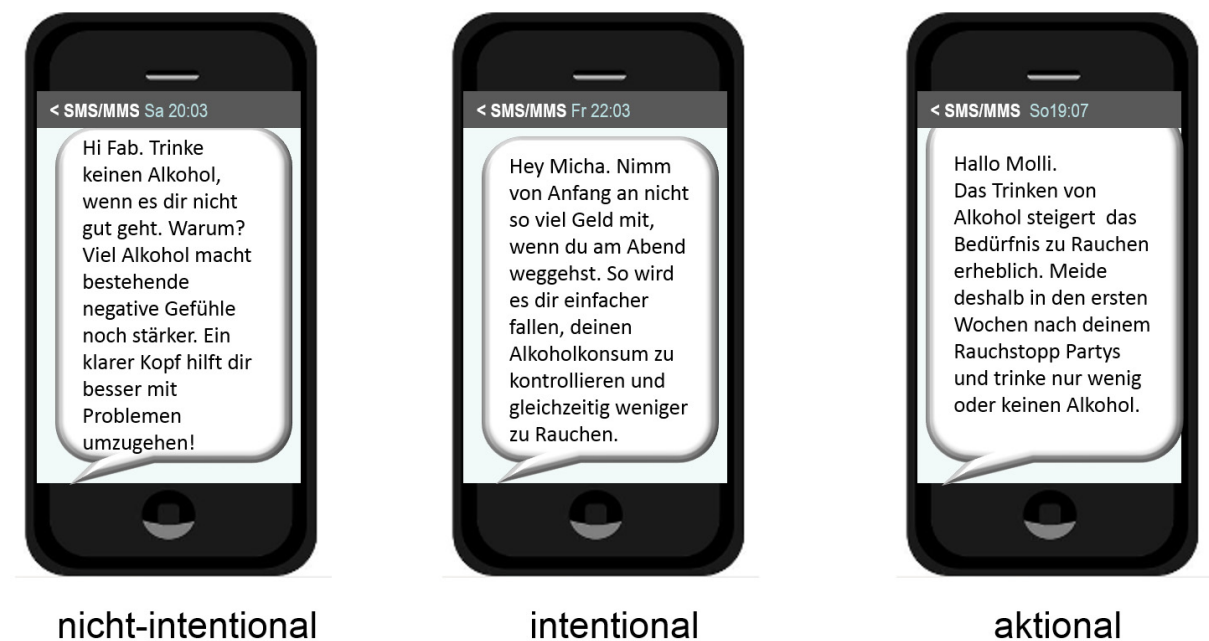 < SMS/MMS Sa 20:03
Hi Fab. Trinke
keinen Alkohol,
wenn es dir nicht
gut geht. Warum?
Viel Alkohol macht
bestehende
negative Gefühle
noch stärker. Ein
klarer Kopf hilft dir
besser mit
Problemen
umzugehen!
nicht-intentional
< SMS/MMS Fr 22:03
Hey Micha. Nimm
von Anfang an nicht
so viel Geld mit,
wenn du am Abend
weggehst. So wird
es dir einfacher
fallen, deinen
Alkoholkonsum zu
kontrollieren und
gleichzeitig weniger
zu Rauchen.
intentional
< SMS/MMS So19:07
Hallo Molli.
Das Trinken von
Alkohol steigert das
Bedürfnis zu Rauchen
erheblich. Meide
deshalb in den ersten
Wochen nach deinem
Rauchstopp Partys
und trinke nur wenig
oder keinen Alkohol.
aktional